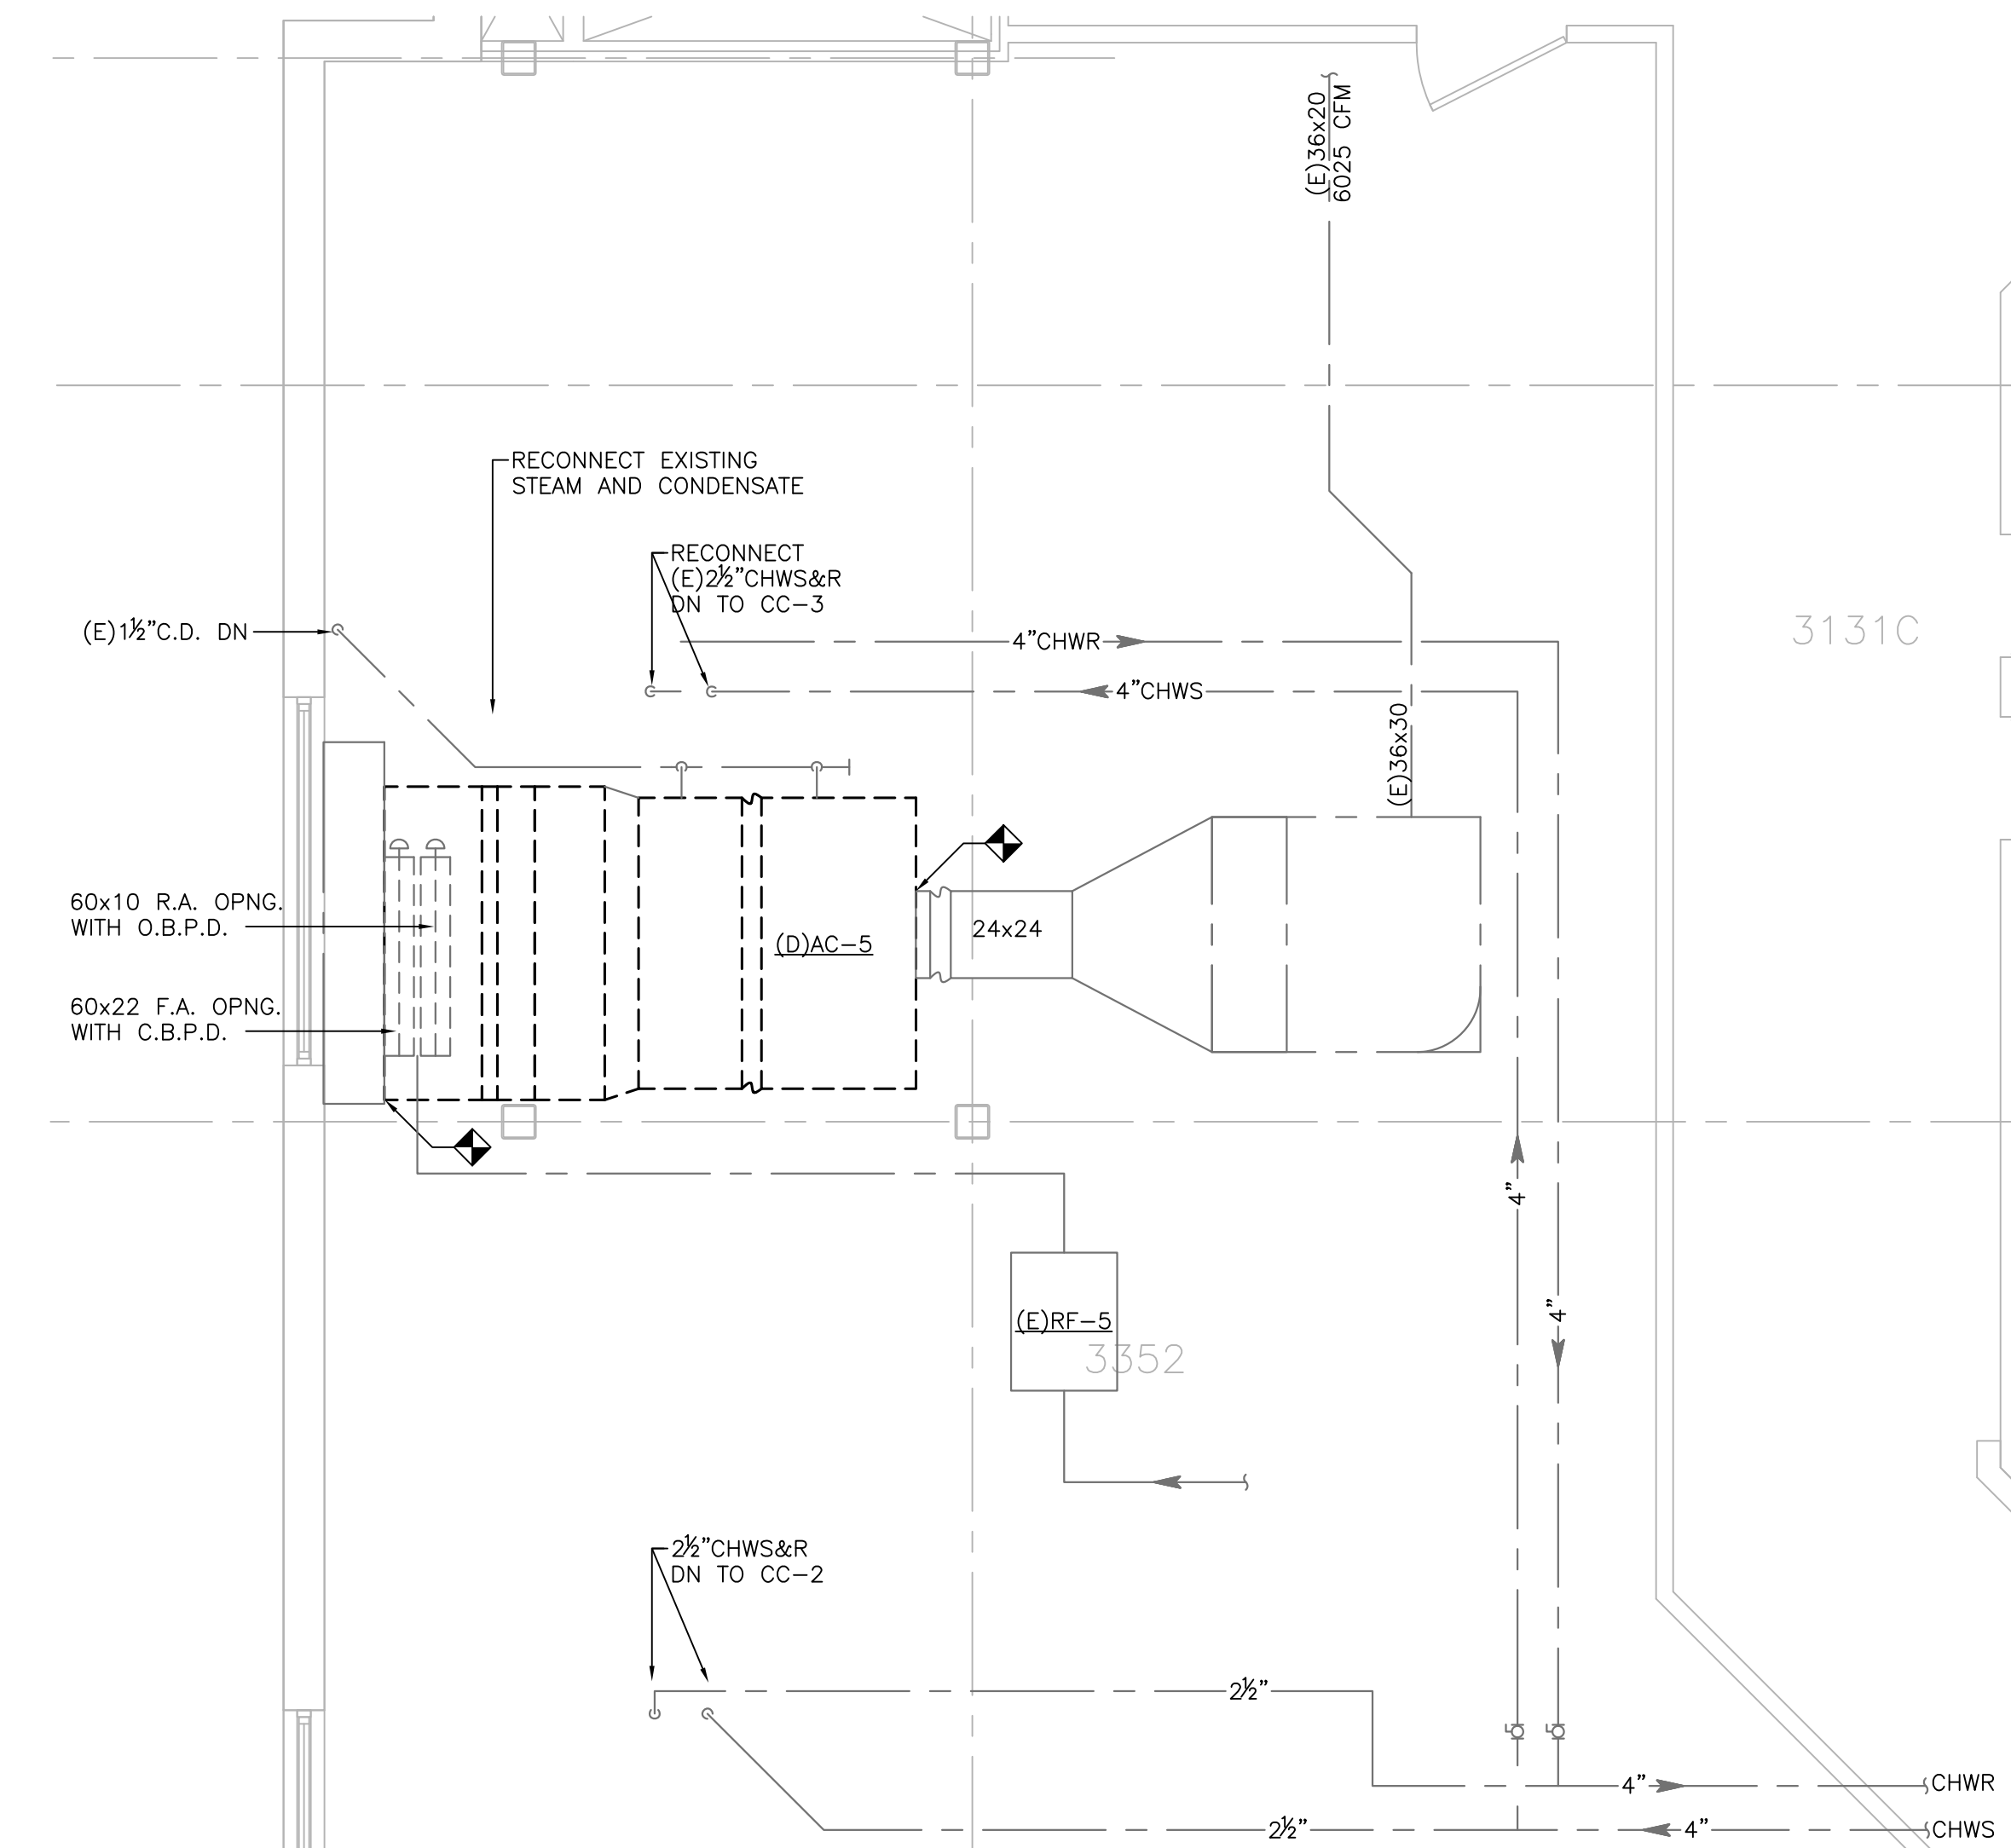 (E)36x20
6025 CFM
RECONNECT EXISTING
STEAM AND CONDENSATE
RECONNECT
(E)2½"CHWS&R
DN TO CC-3
(E)1½"C.D. DN
4"CHWR
3131C
4"CHWS
(E)36x30
60x10 R.A. OPNG.
WITH O.B.P.D.
24x24
(D)AC-5
60x22 F.A. OPNG.
WITH C.B.P.D.
4"
4"
(E)RF-5
3352
2½"CHWS&R
DN TO CC-2
2½"
4"
CHWR
2½"
4"
CHWS